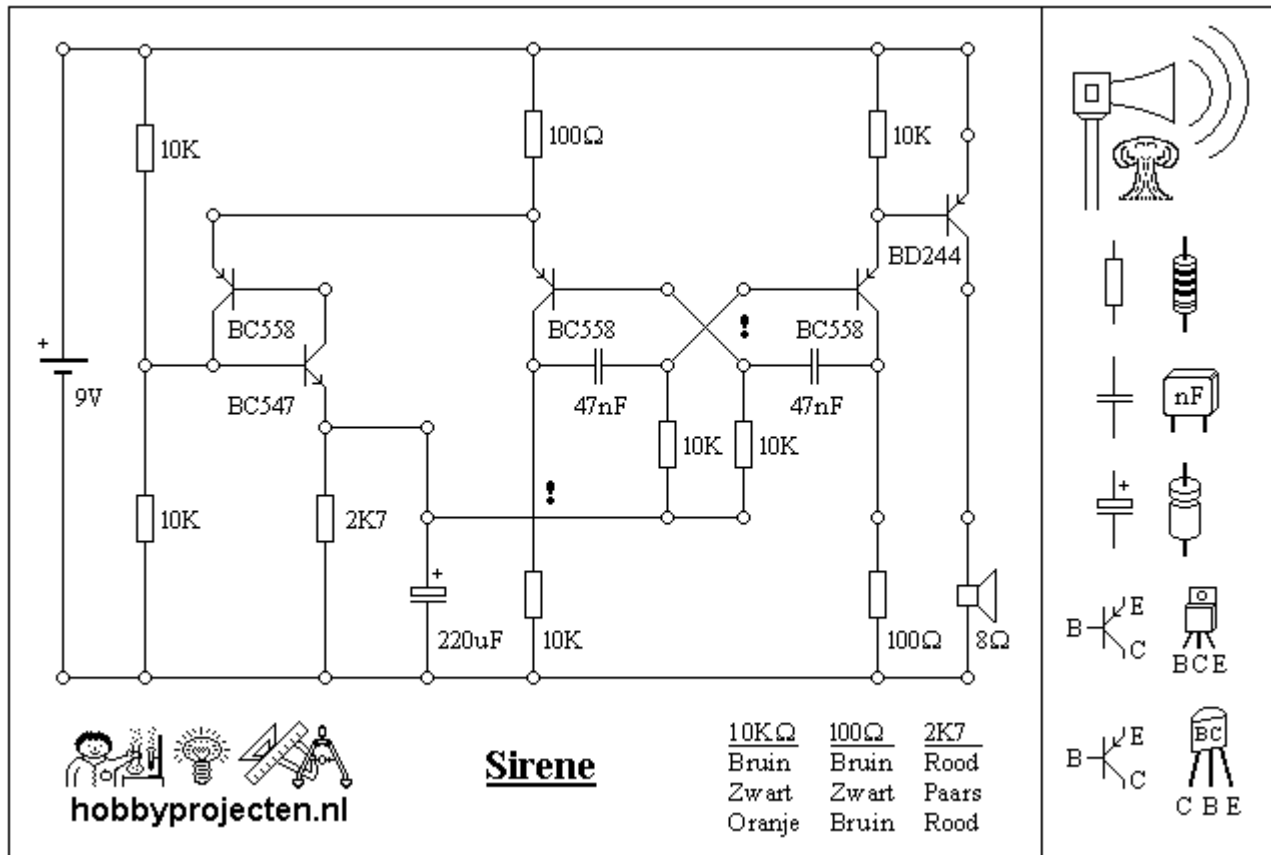 10K
100Ω
10K
BD244
BC558
BC558
BC558
+
9V
BC547
47nF
47nF
nF
10K
10K
!
!
10K
2K7
+
+
220uF
10K
100Ω
8Ω
B
E
C
B C E
10KΩ 100Ω 2K7
Bruin Bruin Rood
Zwart Zwart Paars
Oranje Bruin Rood
Sirene
hobbyprojecten.nl
B
E
C
BC
C B E